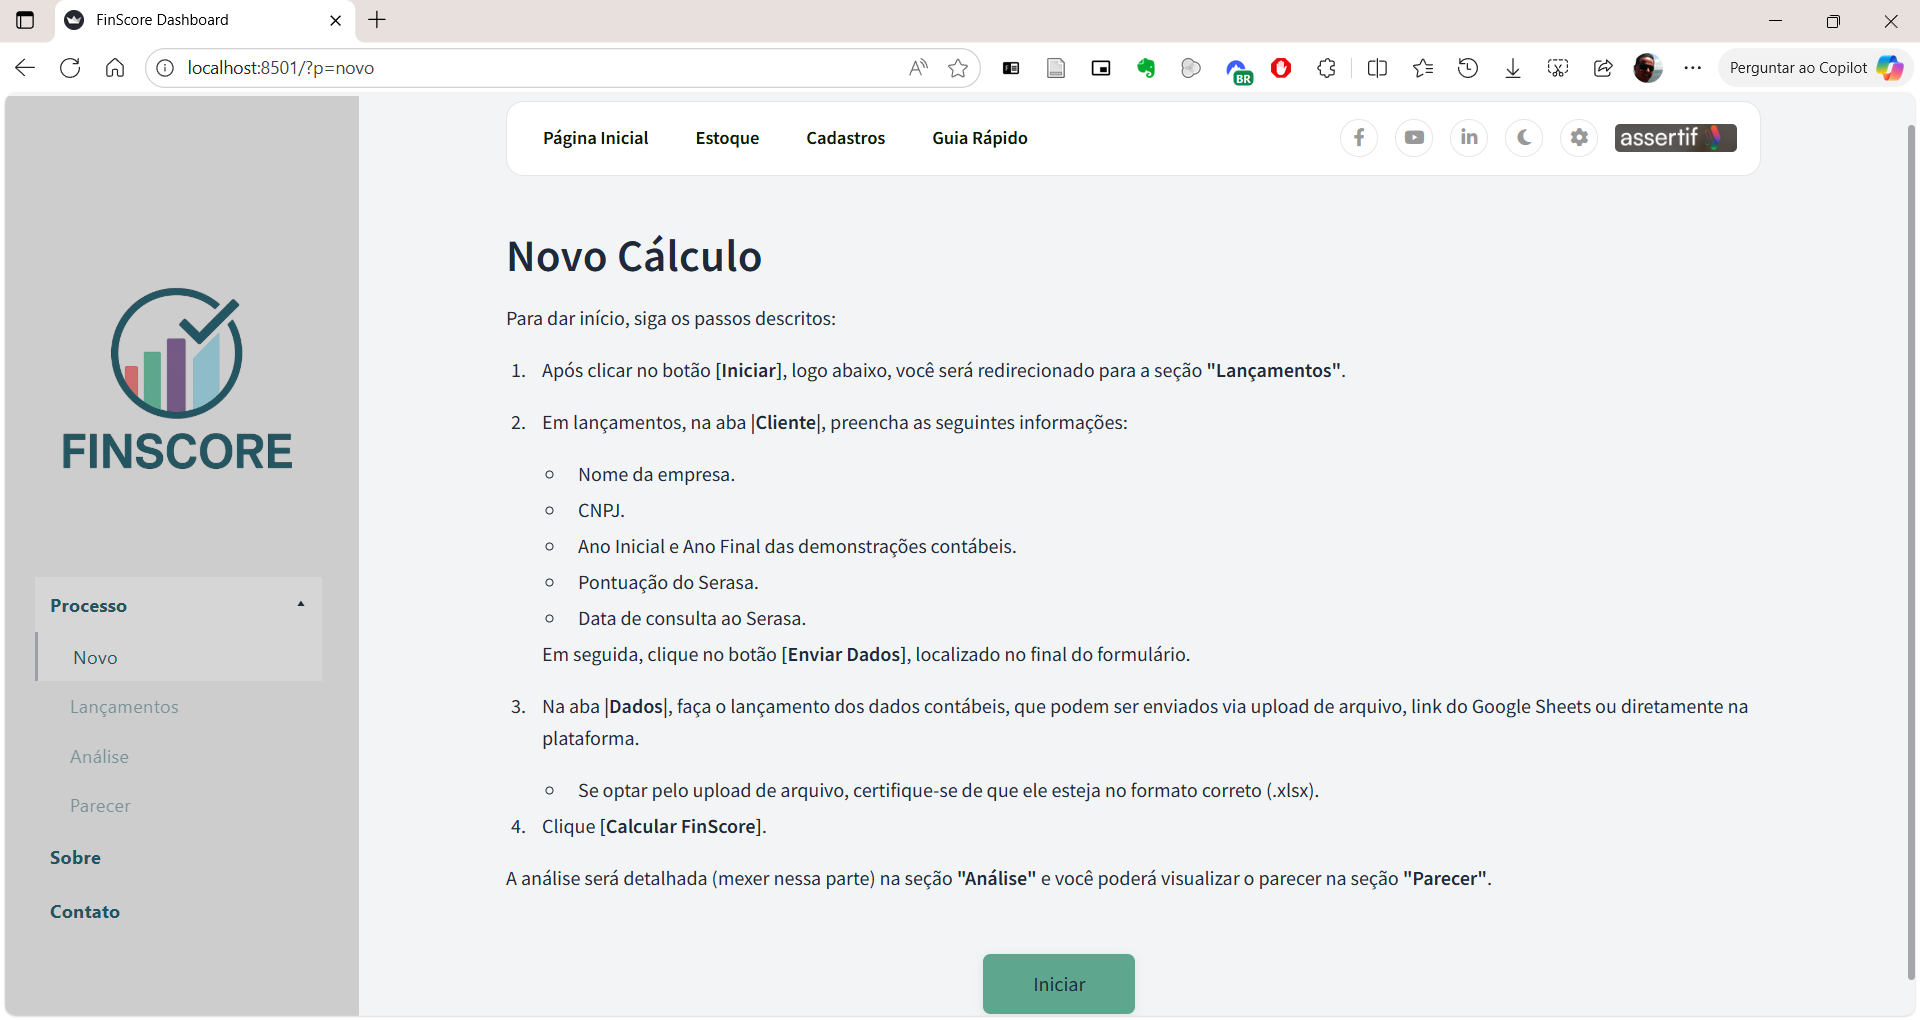 FinScore Dashboard
localhost:8501/?p=novo
BR
Perguntar ao Copilot
Página Inicial
Estoque
Cadastros
Guia Rápido
assertif
FINSCORE
Processo
Novo
Lançamentos
Análise
Parecer
Sobre
Contato
Novo Cálculo
Para dar início, siga os passos descritos:
1. Após clicar no botão [Iniciar], logo abaixo, você será redirecionado para a seção "Lançamentos".
2. Em lançamentos, na aba |Cliente|, preencha as seguintes informações:
Nome da empresa.
CNPJ.
Ano Inicial e Ano Final das demonstrações contábeis.
Pontuação do Serasa.
Data de consulta ao Serasa.
Em seguida, clique no botão [Enviar Dados], localizado no final do formulário.
3. Na aba |Dados|, faça o lançamento dos dados contábeis, que podem ser enviados via upload de arquivo, link do Google Sheets ou diretamente na
plataforma.
Se optar pelo upload de arquivo, certifique-se de que ele esteja no formato correto (.xlsx).
4. Clique [Calcular FinScore].
A análise será detalhada (mexer nessa parte) na seção "Análise" e você poderá visualizar o parecer na seção "Parecer".
Iniciar